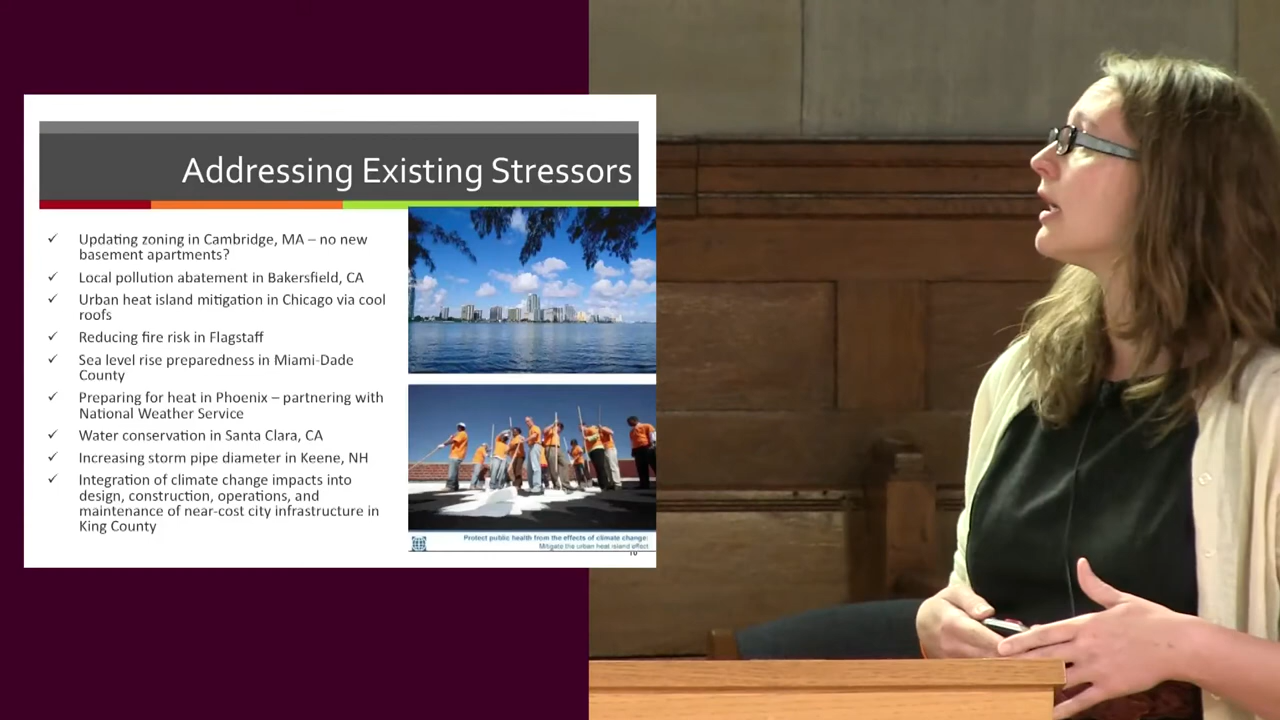 Addressing Existing Stressors
✓ Updating zoning in Cambridge, MA – no new
basement apartments?
✓ Local pollution abatement in Bakersfield, CA
✓ Urban heat island mitigation in Chicago via cool
roofs
✓ Reducing fire risk in Flagstaff
✓ Sea level rise preparedness in Miami-Dade
County
✓ Preparing for heat in Phoenix – partnering with
National Weather Service
✓ Water conservation in Santa Clara, CA
✓ Increasing storm pipe diameter in Keene, NH
✓ Integration of climate change impacts into
design, construction, operations, and
maintenance of near-cost city infrastructure in
King County
Protect public health from the effects of climate change:
Mitigate the urban heat island effect